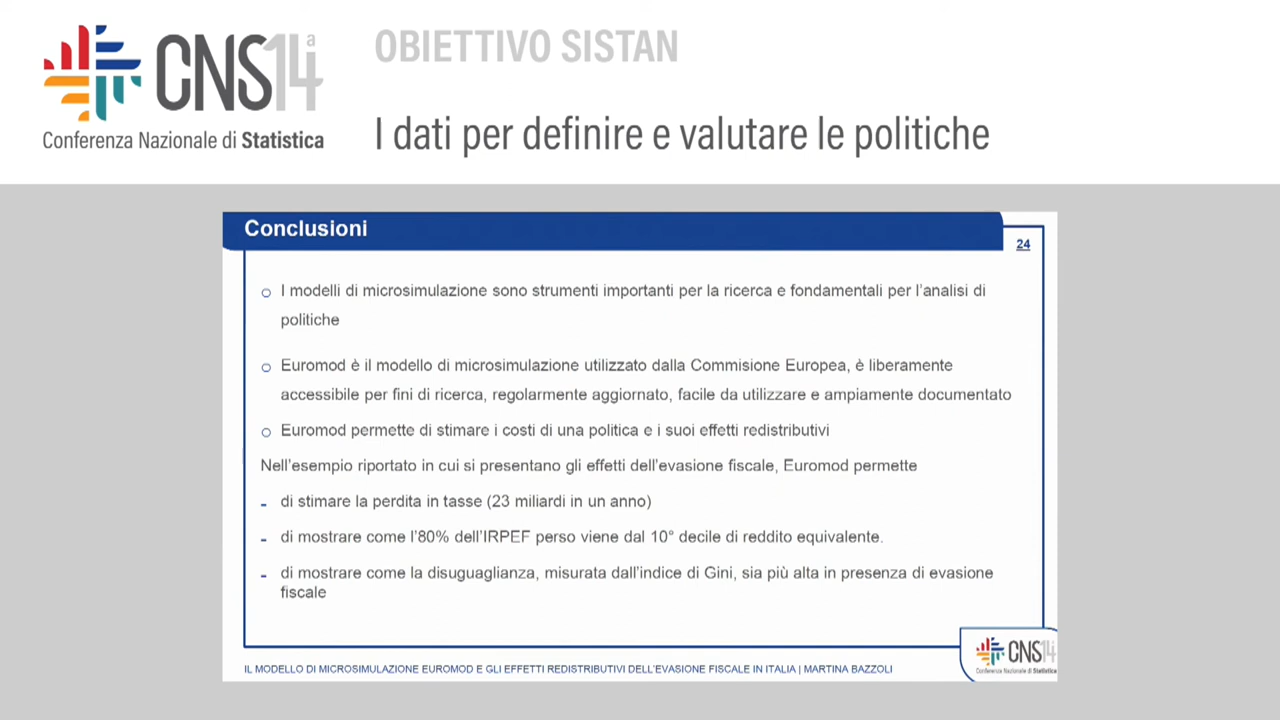 CNS14ª
Conferenza Nazionale di Statistica
OBIETTIVO SISTAN
I dati per definire e valutare le politiche
Conclusioni
24
I modelli di microsimulazione sono strumenti importanti per la ricerca e fondamentali per l'analisi di
politiche
Euromod è il modello di microsimulazione utilizzato dalla Commisione Europea, è liberamente
accessibile per fini di ricerca, regolarmente aggiornato, facile da utilizzare e ampiamente documentato
Euromod permette di stimare i costi di una politica e i suoi effetti redistributivi
Nell'esempio riportato in cui si presentano gli effetti dell'evasione fiscale, Euromod permette
- di stimare la perdita in tasse (23 miliardi in un anno)
- di mostrare come l'80% dell'IRPEF perso viene dal 10° decile di reddito equivalente.
- di mostrare come la disuguaglianza, misurata dall'indice di Gini, sia più alta in presenza di evasione
fiscale
IL MODELLO DI MICROSIMULAZIONE EUROMOD E GLI EFFETTI REDISTRIBUTIVI DELL'EVASIONE FISCALE IN ITALIA | MARTINA BAZZOLI
CNS14
Conferenza Nazionale di Statistica